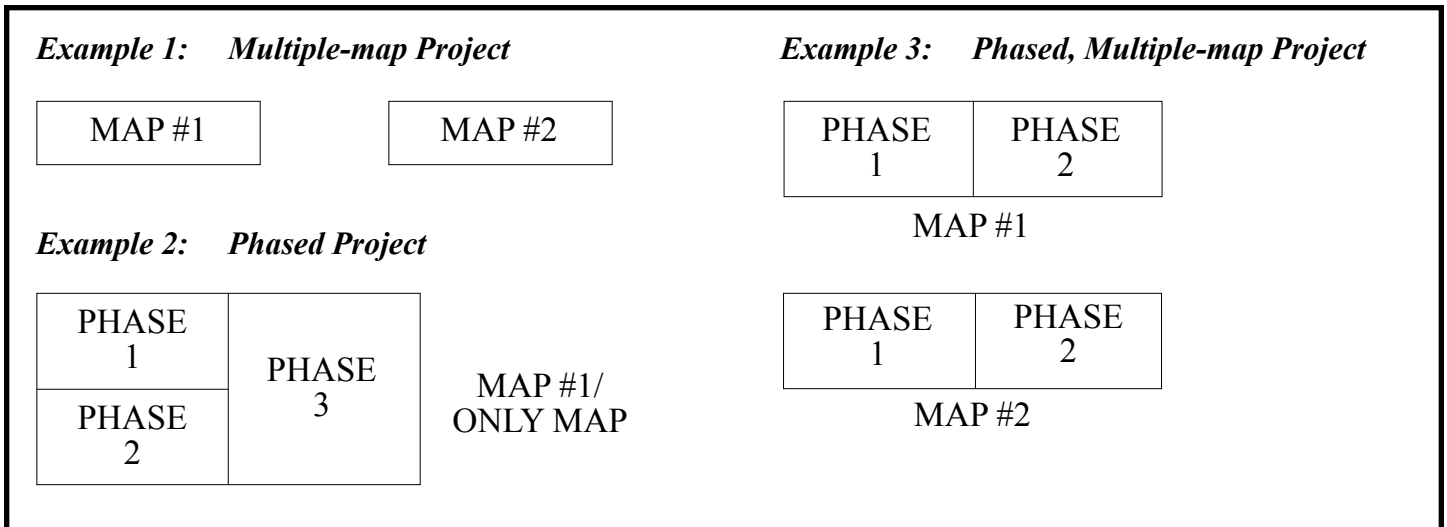 Example 1: Multiple-map Project
MAP #1
MAP #2
Example 2: Phased Project
PHASE
1
PHASE
2
PHASE
3
MAP #1/
ONLY MAP
Example 3: Phased, Multiple-map Project
PHASE
1
PHASE
2
MAP #1
PHASE
1
PHASE
2
MAP #2